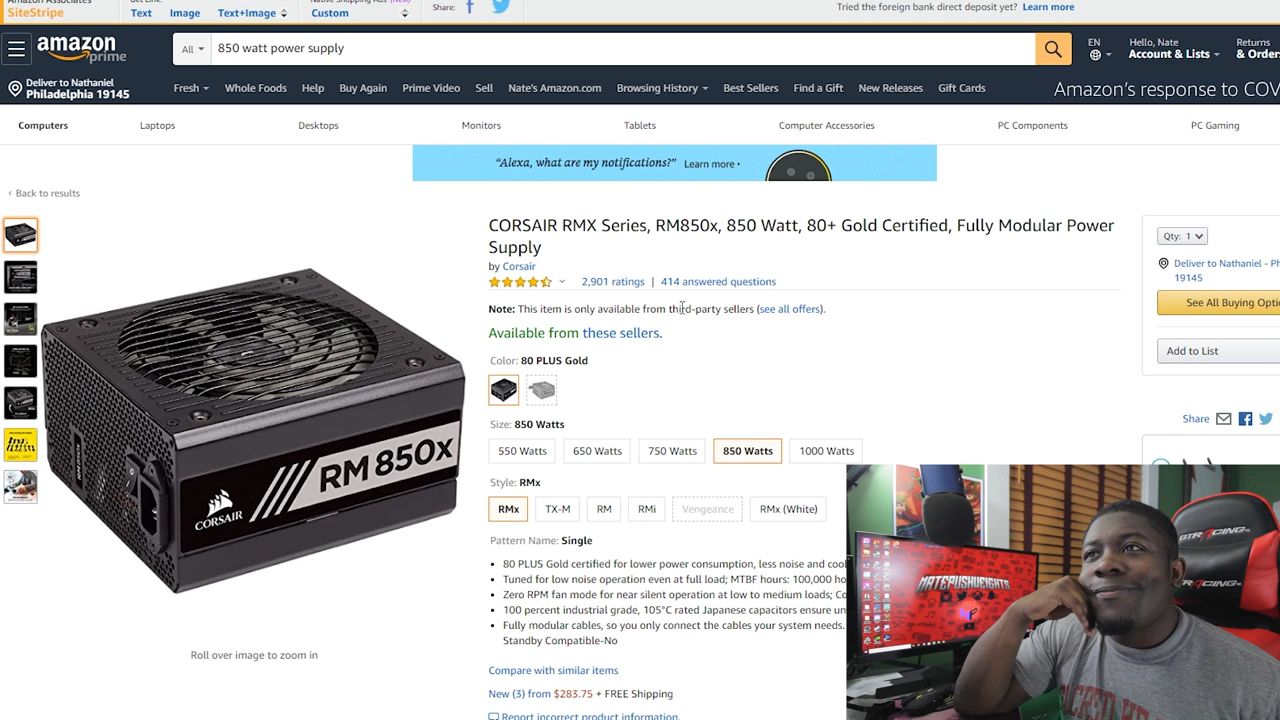 Amazon Associates
SiteStripe
Get Link:
Text
Image
Text+Image
Native Shopping Ads (New)
Custom
Share:
Tried the foreign bank direct deposit yet? Learn more
amazon
prime
All
850 watt power supply
EN
Hello, Nate
Account & Lists
Returns
& Order
Deliver to Nathaniel
Philadelphia 19145
Fresh
Whole Foods
Help
Buy Again
Prime Video
Sell
Nate's Amazon.com
Browsing History
Best Sellers
Find a Gift
New Releases
Gift Cards
Amazon's response to COV
Computers
Laptops
Desktops
Monitors
Tablets
Computer Accessories
PC Components
PC Gaming
“Alexa, what are my notifications?” Learn more
‹ Back to results
CORSAIR RMX Series, RM850x, 850 Watt, 80+ Gold Certified, Fully Modular Power
Supply
by Corsair
2,901 ratings | 414 answered questions
Note: This item is only available from third-party sellers (see all offers).
Available from these sellers.
Color: 80 PLUS Gold
Size: 850 Watts
550 Watts
650 Watts
750 Watts
850 Watts
1000 Watts
Style: RMx
RMx
TX-M
RM
RMi
Vengeance
RMx (White)
Pattern Name: Single
80 PLUS Gold certified for lower power consumption, less noise and coo
Tuned for low noise operation even at full load; MTBF hours: 100,000 ho
Zero RPM fan mode for near silent operation at low to medium loads; Co
100 percent industrial grade, 105°C rated Japanese capacitors ensure un
Fully modular cables, so you only connect the cables your system needs.
Standby Compatible-No
Compare with similar items
New (3) from $283.75 + FREE Shipping
Report incorrect product information.
Qty: 1
Deliver to Nathaniel - Ph
19145
See All Buying Optio
Add to List
Share
RM 850x
CORSAIR
Roll over image to zoom in
NATEPUSHWEIGHTS
GTRACING
GTRACING